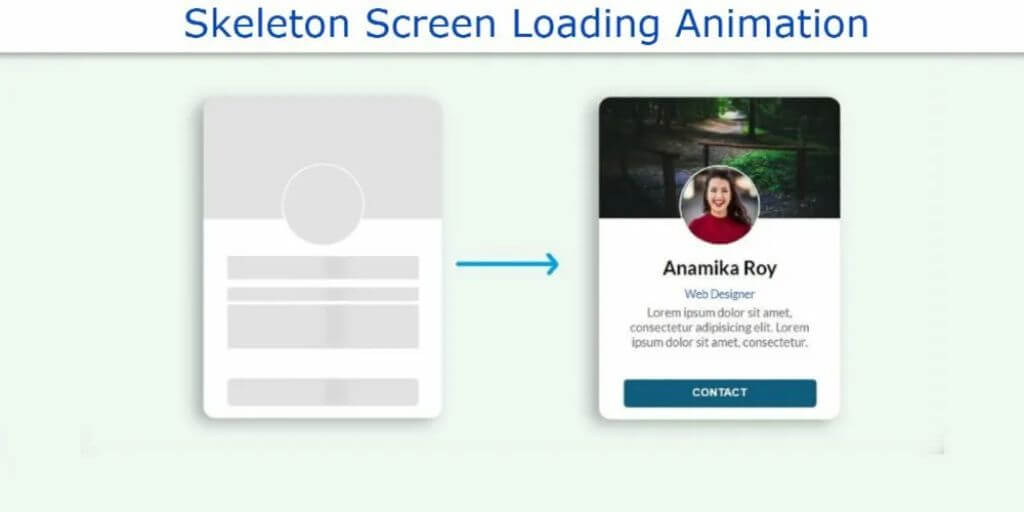 Skeleton Screen Loading Animation
Anamika Roy
Web Designer
Lorem ipsum dolor sit amet,
consectetur adipisicing elit. Lorem
ipsum dolor sit amet, consectetur.
CONTACT